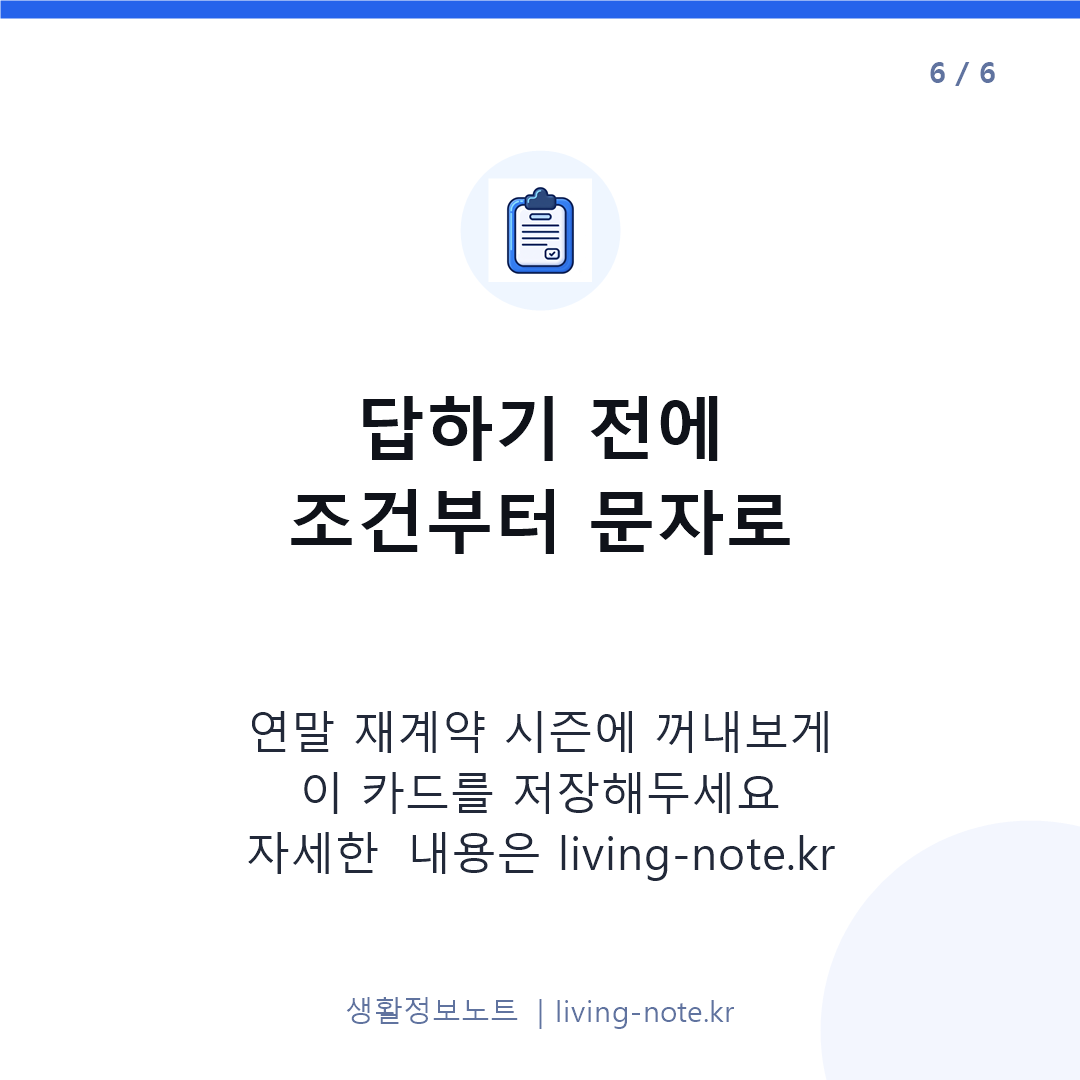 6 / 6
답하기 전에
조건부터 문자로
연말 재계약 시즌에 꺼내보게
이 카드를 저장해두세요
자세한  내용은 living-note.kr
생활정보노트  | living-note.kr